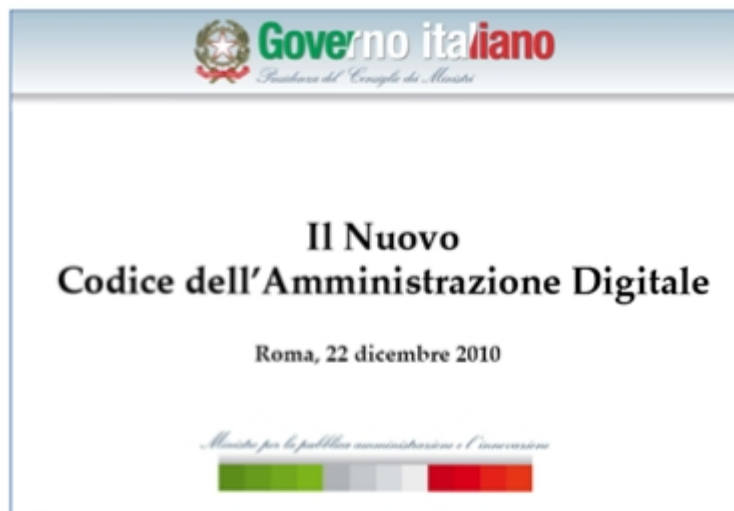 Governo italiano
Presidenza del Consiglio dei Ministri
Il Nuovo
Codice dell'Amministrazione Digitale
Roma, 22 dicembre 2010
Ministro per la pubblica amministrazione e l'innovazione